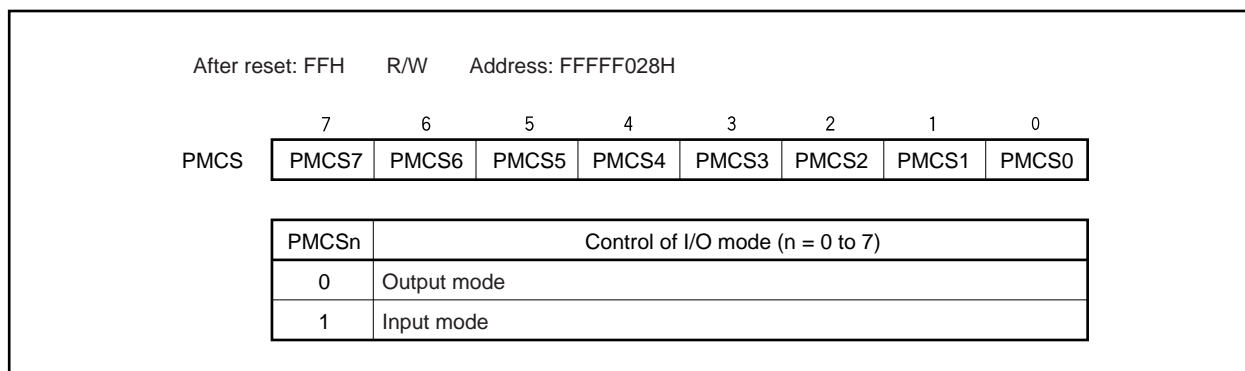 After reset: FFH R/W Address: FFFFF028H
7 6 5 4 3 2 1 0
PMCS PMCS7 PMCS6 PMCS5 PMCS4 PMCS3 PMCS2 PMCS1 PMCS0
PMCSn Control of I/O mode (n = 0 to 7)
0 Output mode
1 Input mode